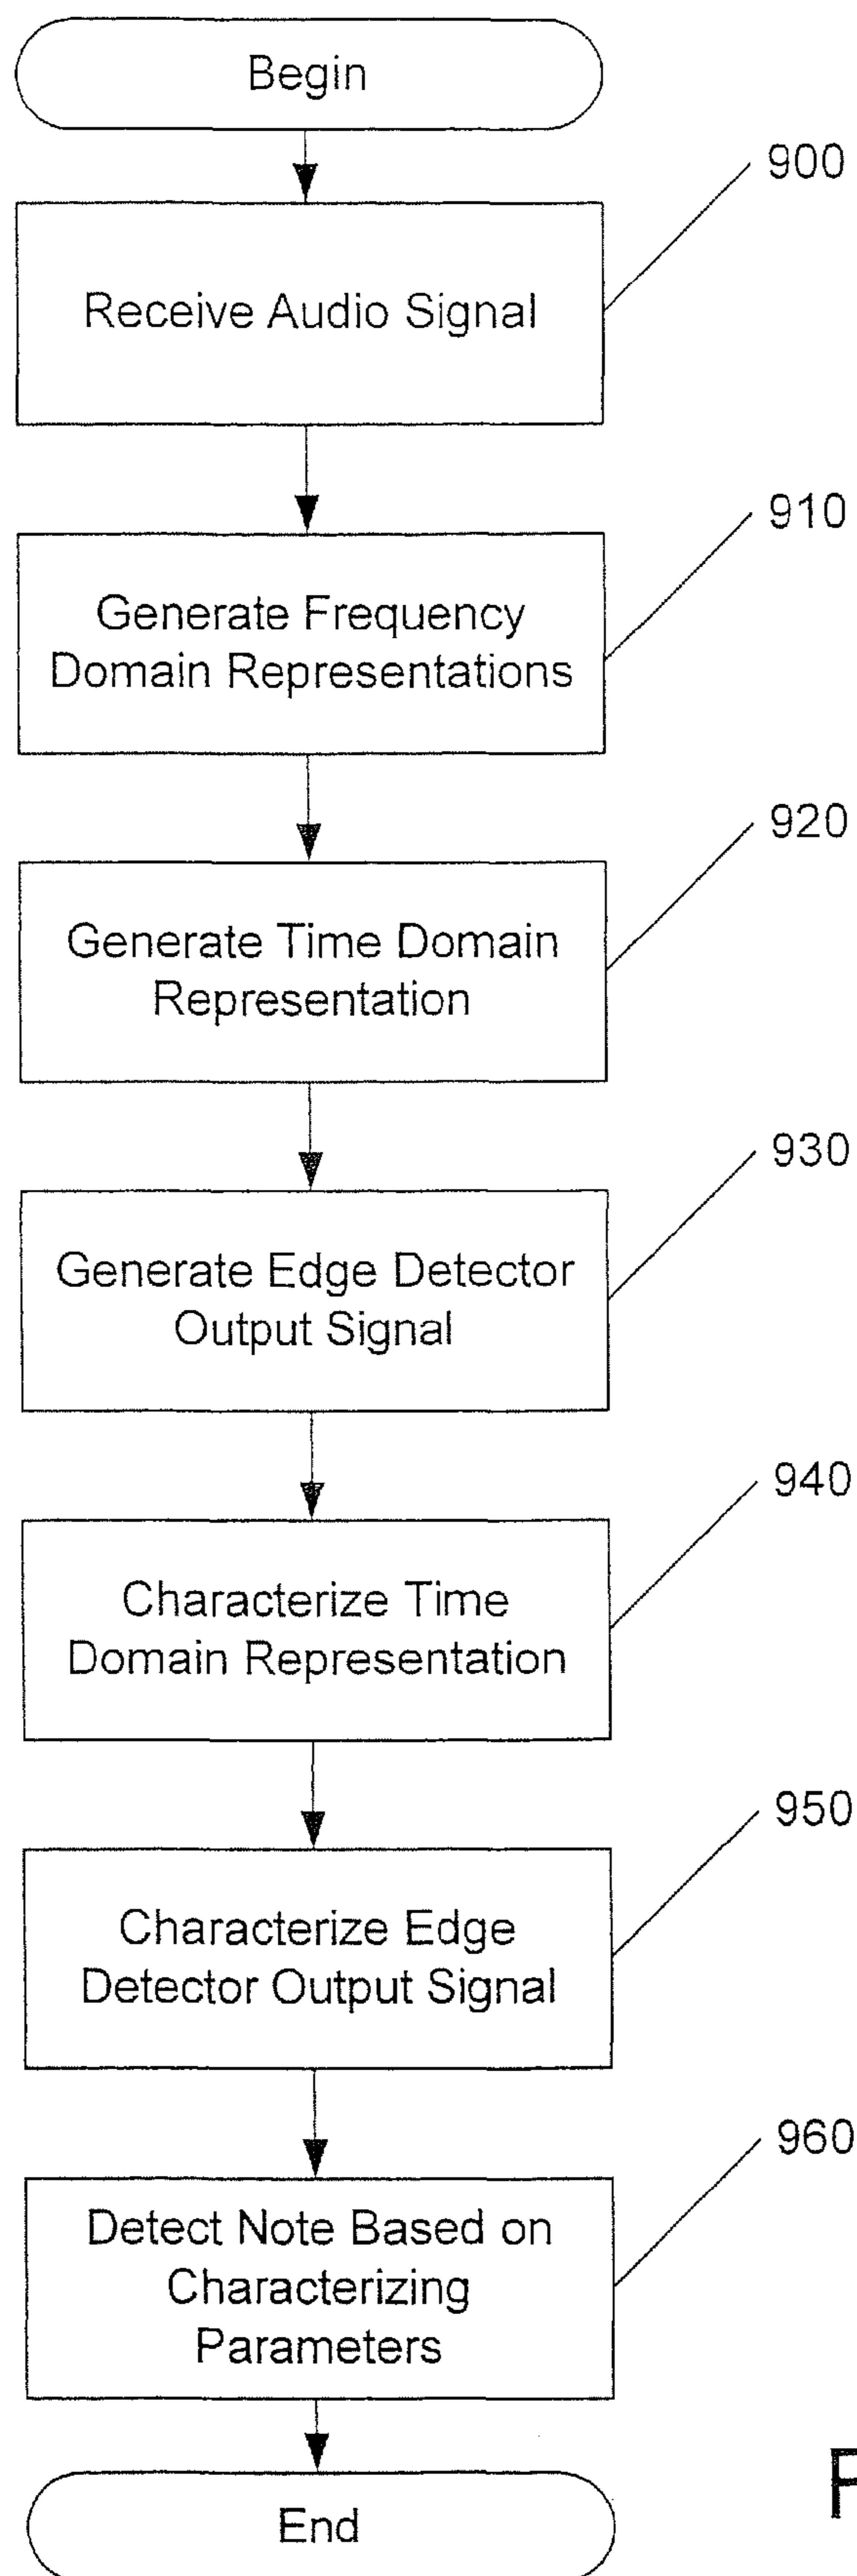 Begin
900
Receive Audio Signal
910
Generate Frequency
Domain Representations
920
Generate Time Domain
Representation
930
Generate Edge Detector
Output Signal
940
Characterize Time
Domain Representation
950
Characterize Edge
Detector Output Signal
960
Detect Note Based on
Characterizing
Parameters
End